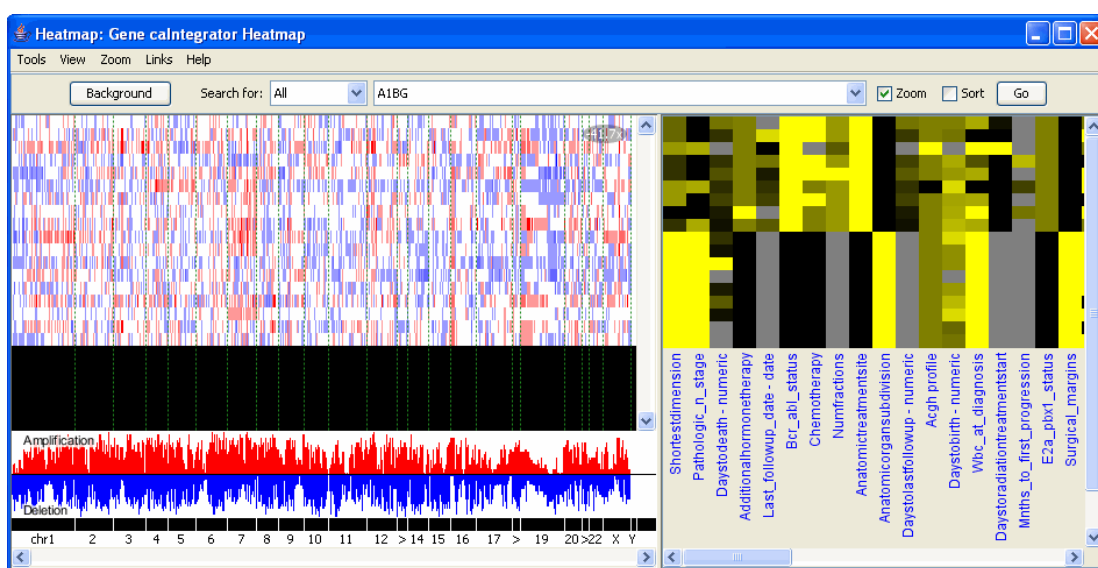 Heatmap: Gene caIntegrator Heatmap
Tools View Zoom Links Help
Background Search for: All A1BG Zoom Sort Go
Amplification
Deletion
chr1 2 3 4 5 6 7 8 9 10 11 12 > 14 15 16 17 > 19 20 >22 X Y
Shortestdimension
Pathologic_n_stage
Daystodeath - numeric
Additionalhormonetherapy
Last_followup_date - date
Bcr_abl_status
Chemotherapy
Numfractions
Anatomictreatmentsite
Anatomicorgansubdivision
Daystolastfollowup - numeric
Acgh profile
Daystobirth - numeric
Wbc_at_diagnosis
Daystoradiationtreatmentstart
Mnths_to_first_progression
E2a_pbx1_status
Surgical_margins